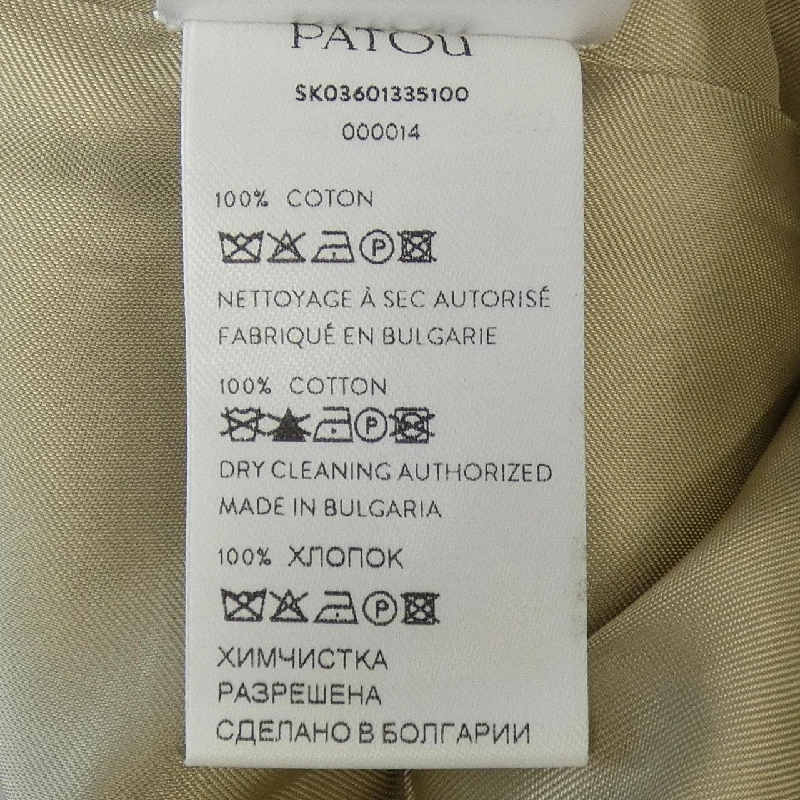 PATOU
SK03601335100
000014
100% COTON
P
NETTOYAGE À SEC AUTORISÉ
FABRIQUÉ EN BULGARIE
100% COTTON
P
DRY CLEANING AUTHORIZED
MADE IN BULGARIA
100% ХЛОПОК
P
ХИМЧИСТКА
РАЗРЕШЕНА
СДЕЛАНО В БОЛГАРИИ